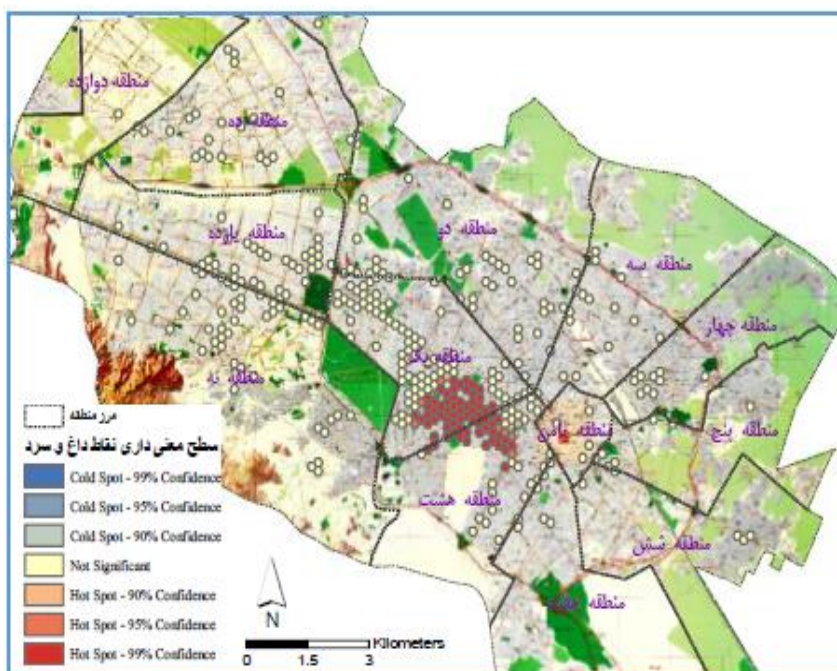 منطقه دوازده
منطقه ده
منطقه یازده
منطقه دو
منطقه سه
منطقه چهار
منطقه یک
منطقه نه
منطقه ثامن
منطقه پنج
منطقه هشت
منطقه شش
منطقه هفت
مرز منطقه
سطح معنی داری نقاط داغ و سرد
Cold Spot - 99% Confidence
Cold Spot - 95% Confidence
Cold Spot - 90% Confidence
Not Significant
Hot Spot - 90% Confidence
Hot Spot - 95% Confidence
Hot Spot - 99% Confidence
N
Kilometers
0 1.5 3